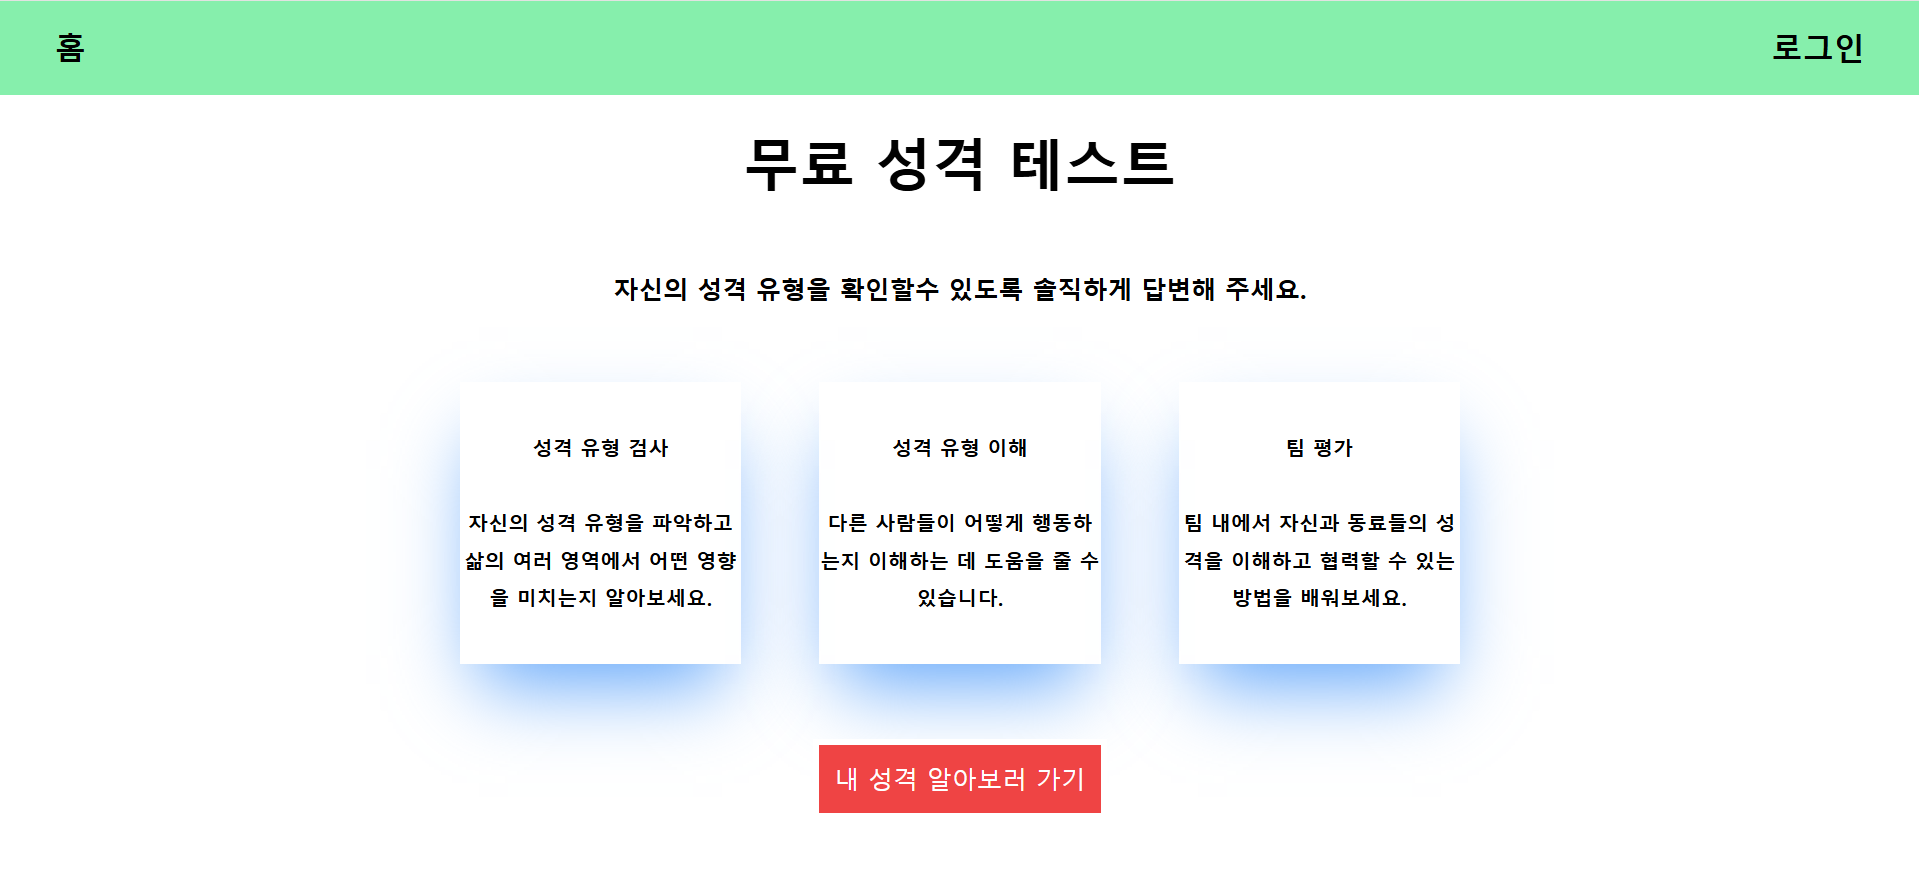 홈
로그인
무료 성격 테스트
자신의 성격 유형을 확인할수 있도록 솔직하게 답변해 주세요.
성격 유형 검사
자신의 성격 유형을 파악하고
삶의 여러 영역에서 어떤 영향
을 미치는지 알아보세요.
성격 유형 이해
다른 사람들이 어떻게 행동하
는지 이해하는 데 도움을 줄 수
있습니다.
팀 평가
팀 내에서 자신과 동료들의 성
격을 이해하고 협력할 수 있는
방법을 배워보세요.
내 성격 알아보러 가기